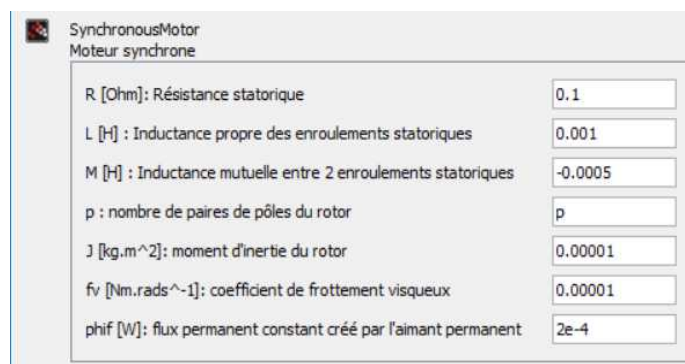 SynchronousMotor
Moteur synchrone
R [Ohm]: Résistance statorique 0.1
L [H] : Inductance propre des enroulements statoriques 0.001
M [H] : Inductance mutuelle entre 2 enroulements statoriques -0.0005
p : nombre de paires de pôles du rotor p
J [kg.m^2]: moment d'inertie du rotor 0.00001
fv [Nm.rads^-1]: coefficient de frottement visqueux 0.00001
phif [W]: flux permanent constant créé par l'aimant permanent 2e-4